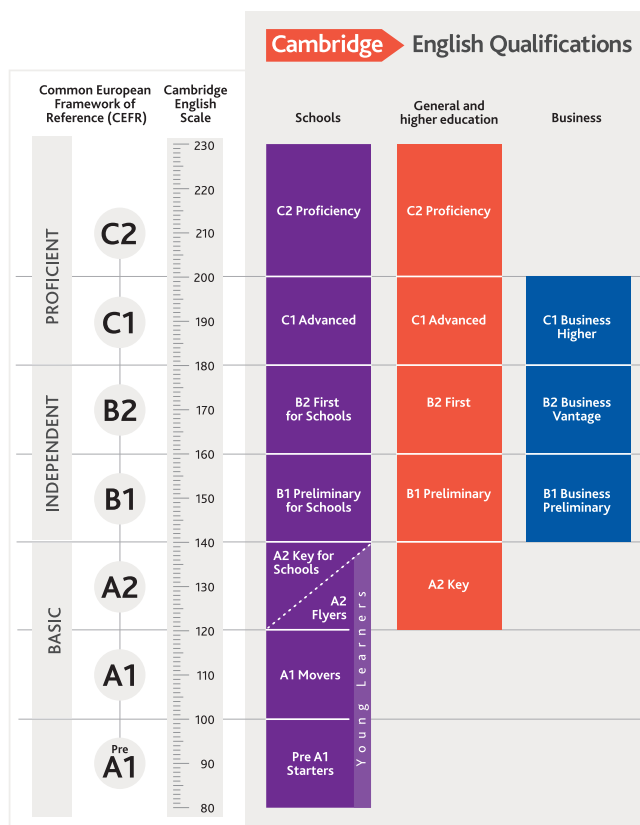 Cambridge English Qualifications
Common European
Framework of
Reference (CEFR)
Cambridge
English
Scale
Schools
General and
higher education
Business
PROFICIENT
INDEPENDENT
BASIC
C2
C1
B2
B1
A2
A1
Pre
A1
230
220
210
200
190
180
170
160
150
140
130
120
110
100
90
80
C2 Proficiency
C1 Advanced
B2 First
for Schools
B1 Preliminary
for Schools
A2 Key for
Schools
A2
Flyers
A1 Movers
Pre A1
Starters
Young Learners
C2 Proficiency
C1 Advanced
B2 First
B1 Preliminary
A2 Key
C1 Business
Higher
B2 Business
Vantage
B1 Business
Preliminary